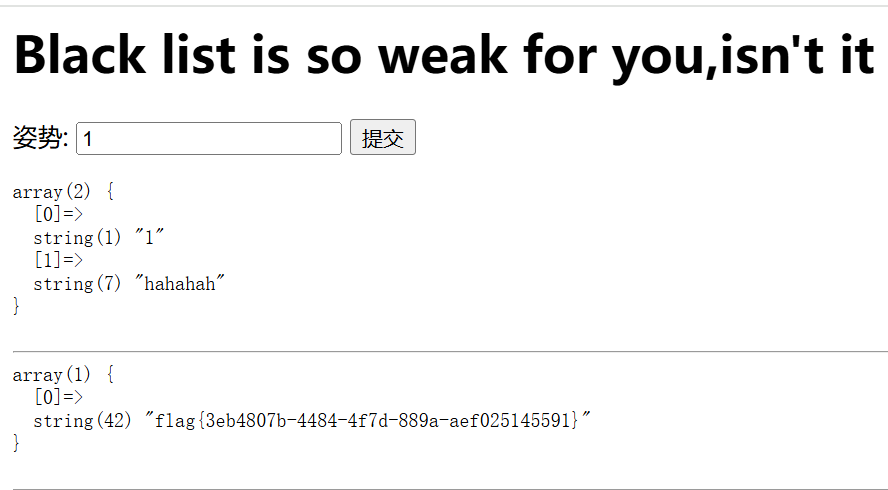 Black list is so weak for you,isn't it
姿势: 1 提交
array(2) {
  [0]=>
  string(1) "1"
  [1]=>
  string(7) "hahahah"
}
array(1) {
  [0]=>
  string(42) "flag{3eb4807b-4484-4f7d-889a-aef025145591}"
}